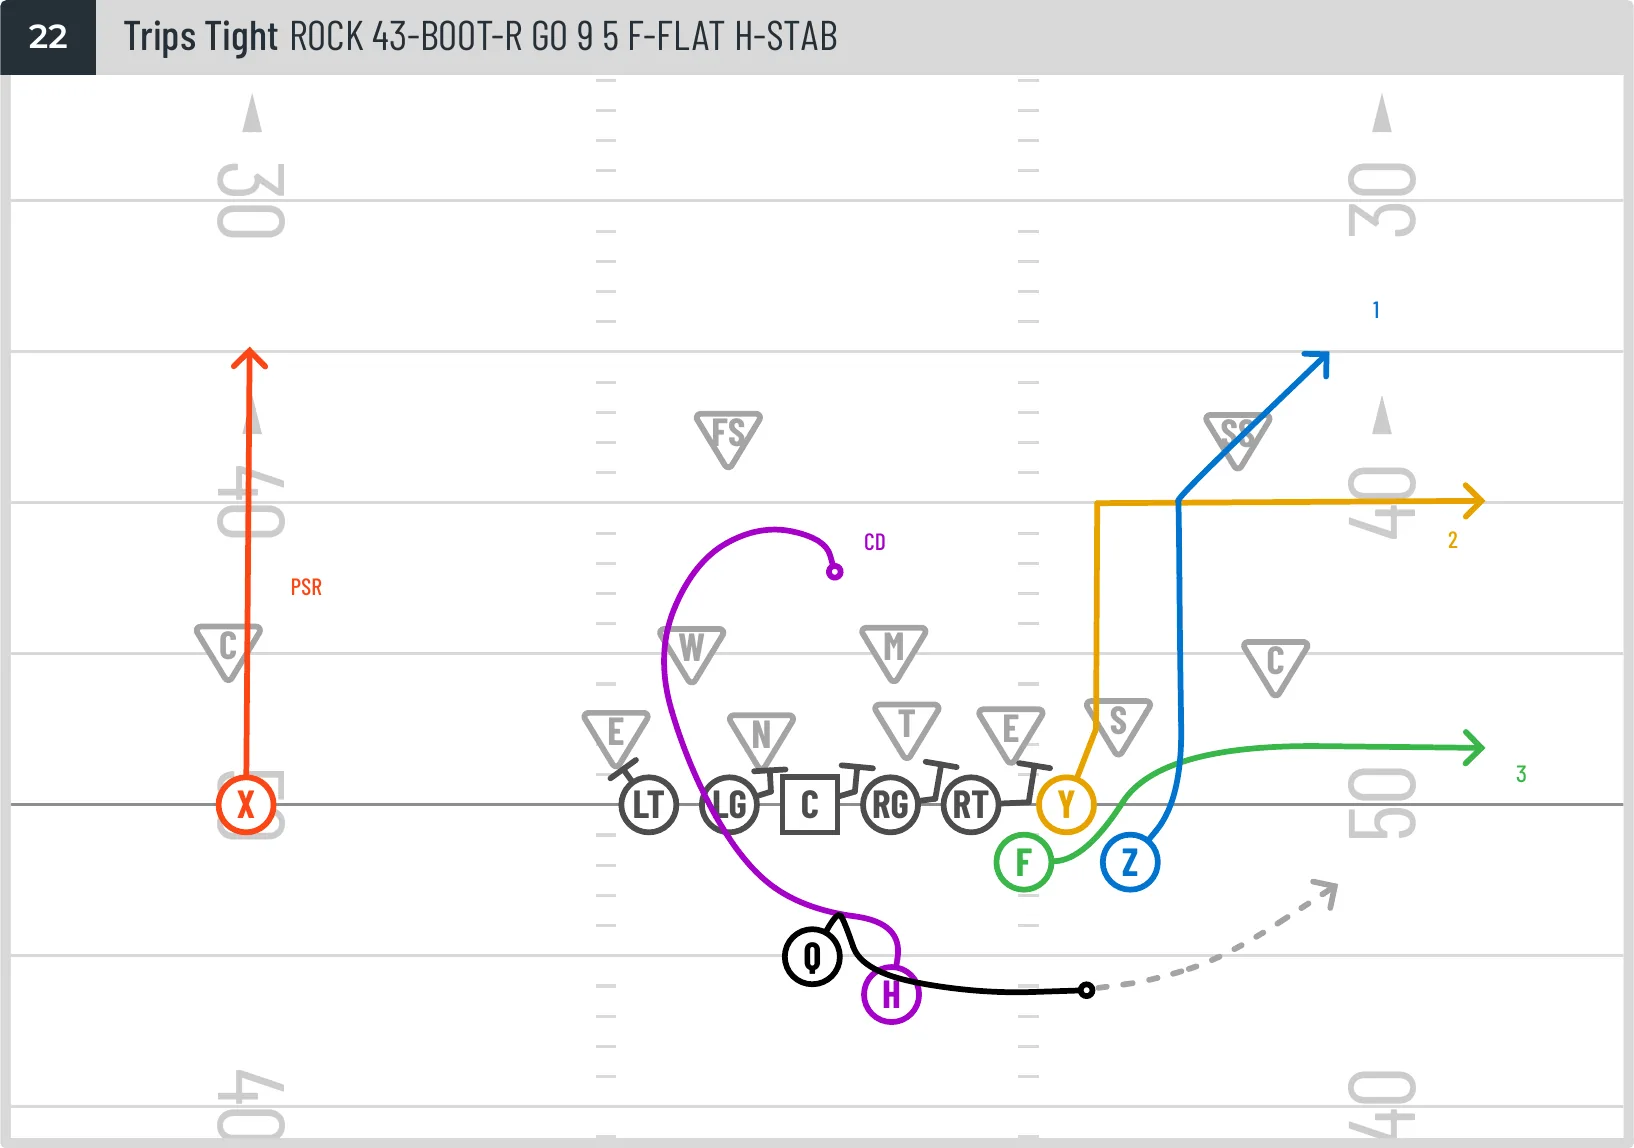 22 Trips Tight ROCK 43-BOOT-R GO 9 5 F-FLAT H-STAB
30 30
1
FS SS
40 40
2
CD
PSR
C W M C
E N T E S
3
50 50
X LT LG C RG RT Y
F Z
Q
H
40 40